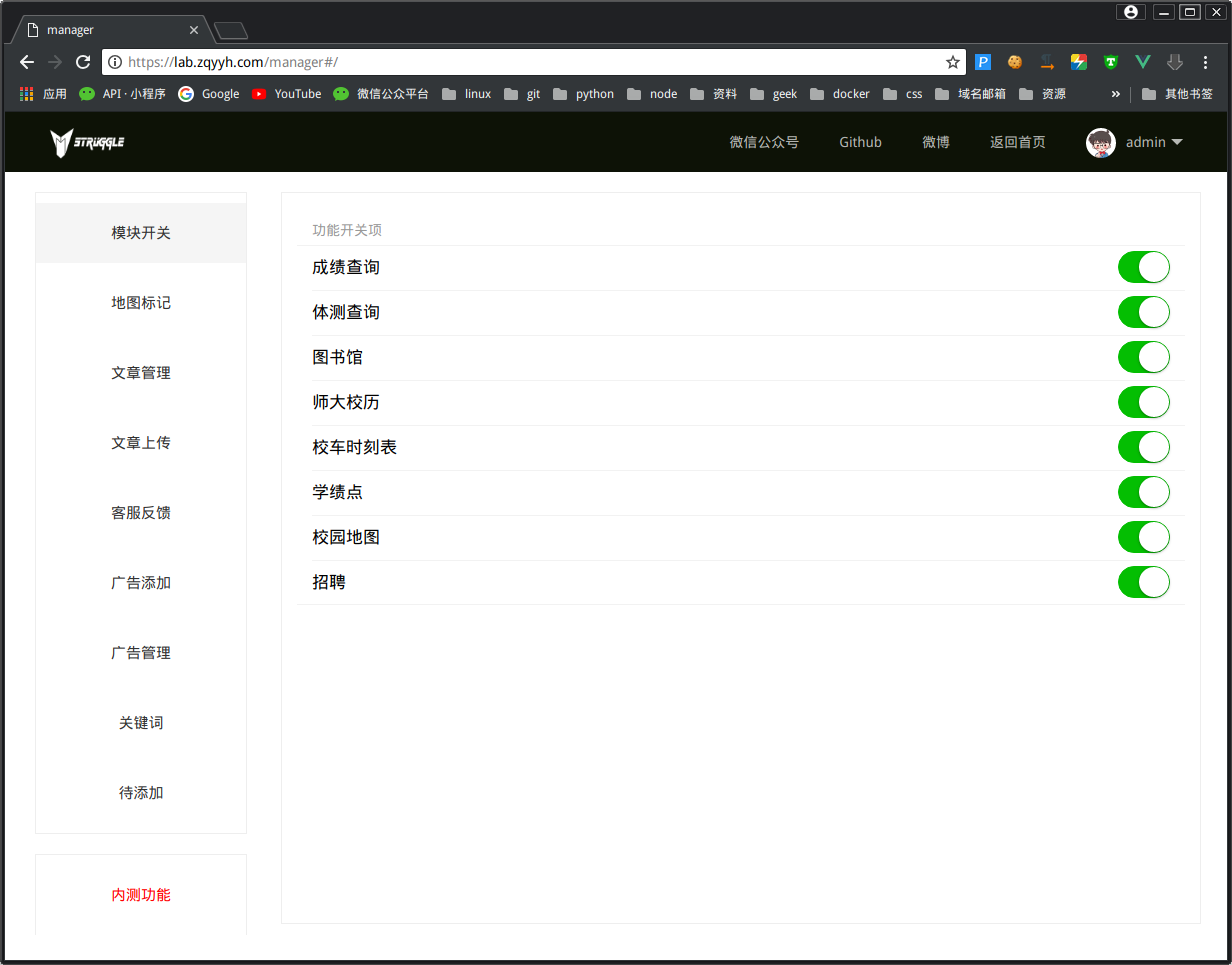 manager
https://lab.zqyyh.com/manager#/
应用 API · 小程序 Google YouTube 微信公众平台 linux git python node 资料 geek docker css 域名邮箱 资源 » 其他书签
STRUGGLE 微信公众号 Github 微博 返回首页 admin
模块开关
地图标记
文章管理
文章上传
客服反馈
广告添加
广告管理
关键词
待添加
内测功能
功能开关项
成绩查询
体测查询
图书馆
师大校历
校车时刻表
学绩点
校园地图
招聘